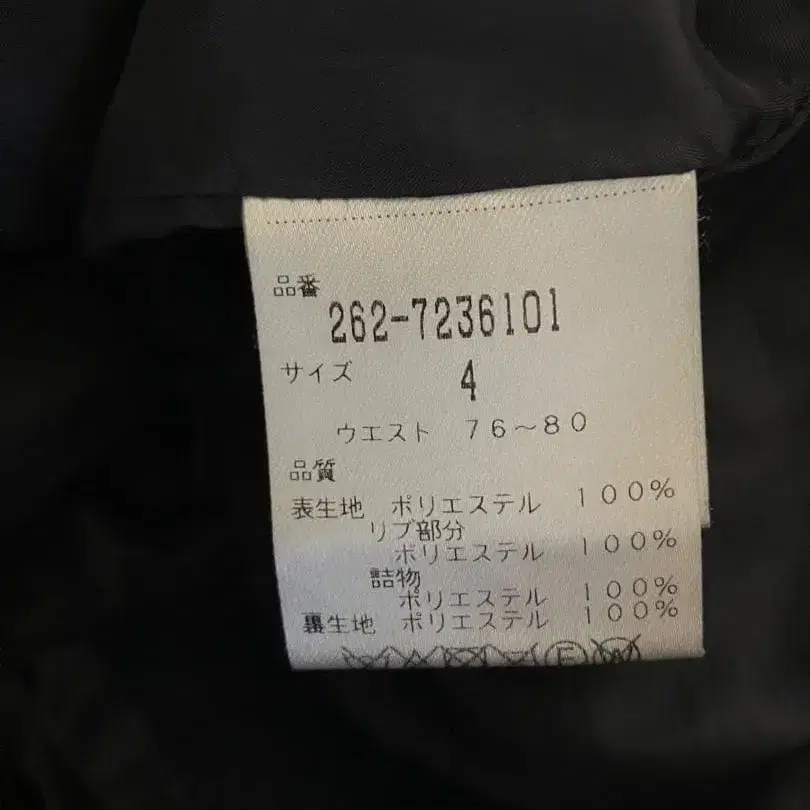 品番
262-7236101
サイズ 4
ウエスト 76～80
品質
表生地 ポリエステル 100%
リブ部分
ポリエステル 100%
詰物
ポリエステル 100%
裏生地 ポリエステル 100%
F W